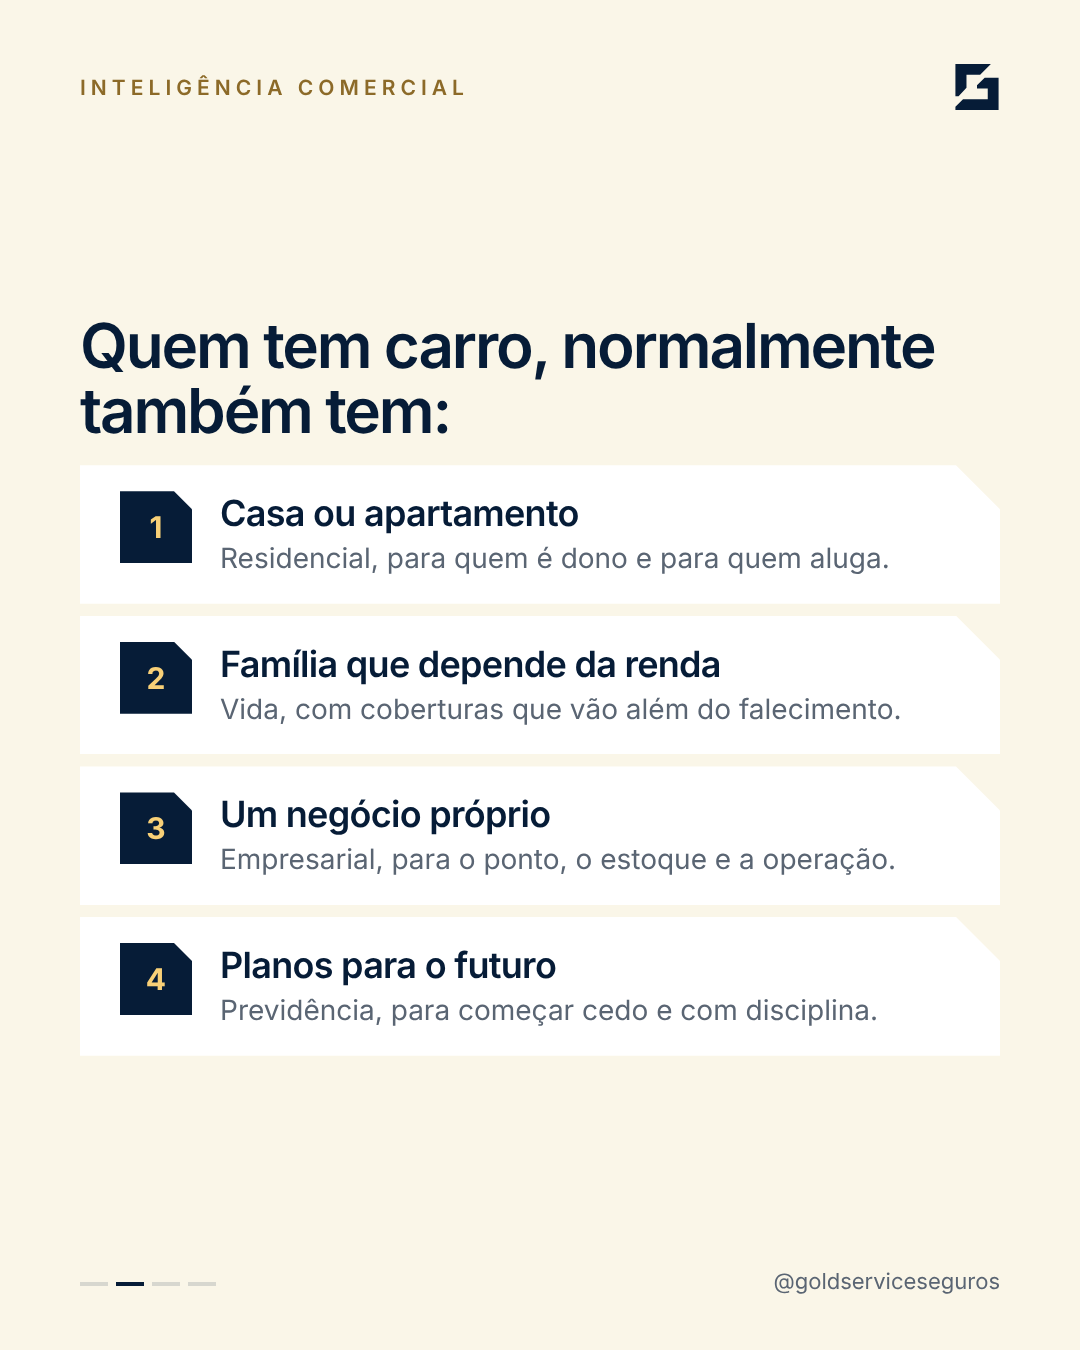 INTELIGÊNCIA COMERCIAL
Quem tem carro, normalmente
também tem:
1
Casa ou apartamento
Residencial, para quem é dono e para quem aluga.
2
Família que depende da renda
Vida, com coberturas que vão além do falecimento.
3
Um negócio próprio
Empresarial, para o ponto, o estoque e a operação.
4
Planos para o futuro
Previdência, para começar cedo e com disciplina.
@goldserviceseguros